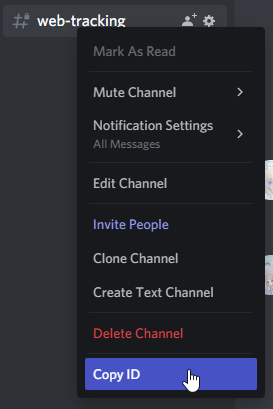 web-tracking
Mark As Read
Mute Channel
Notification Settings
All Messages
Edit Channel
Invite People
Clone Channel
Create Text Channel
Delete Channel
Copy ID